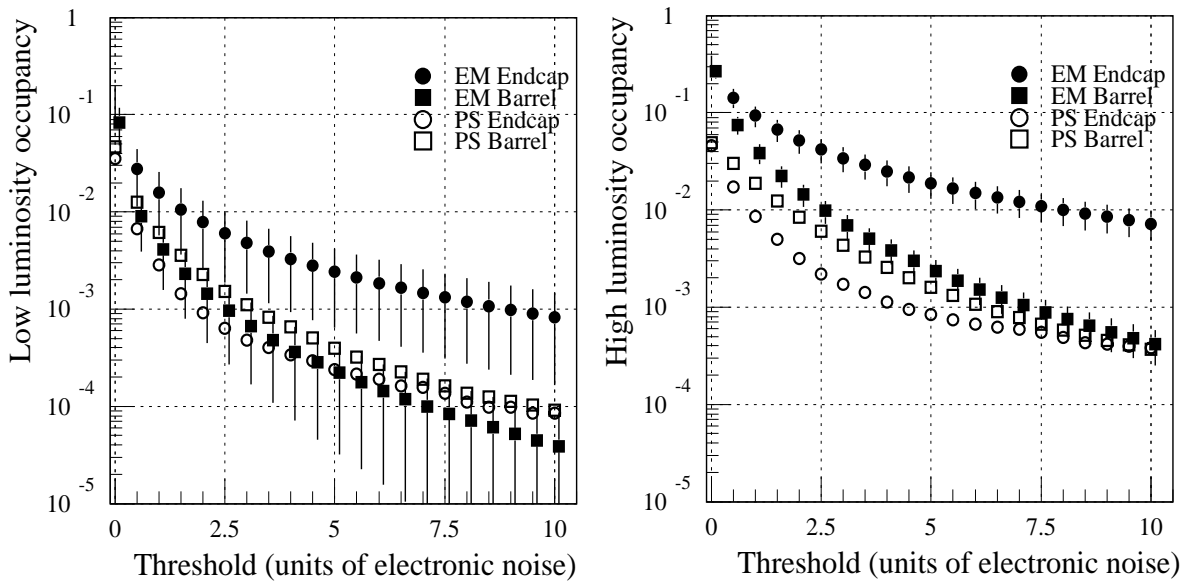 Low luminosity occupancy
1
10 -1
10 -2
10 -3
10 -4
10 -5
EM Endcap
EM Barrel
PS Endcap
PS Barrel
0 2.5 5 7.5 10
Threshold (units of electronic noise)
High luminosity occupancy
1
10 -1
10 -2
10 -3
10 -4
10 -5
EM Endcap
EM Barrel
PS Endcap
PS Barrel
0 2.5 5 7.5 10
Threshold (units of electronic noise)